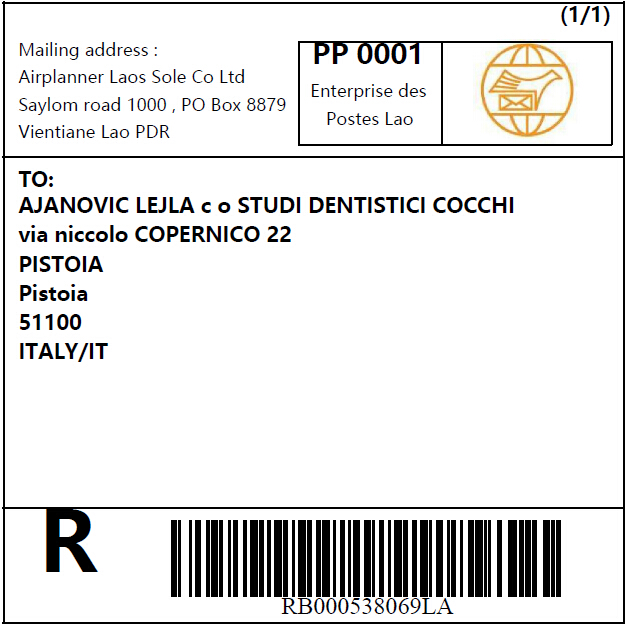 (1/1)
Mailing address :
Airplanner Laos Sole Co Ltd
Saylom road 1000 , PO Box 8879
Vientiane Lao PDR
PP 0001
Enterprise des
Postes Lao
TO:
AJANOVIC LEJLA c o STUDI DENTISTICI COCCHI
via niccolo COPERNICO 22
PISTOIA
Pistoia
51100
ITALY/IT
R
RB000538069LA